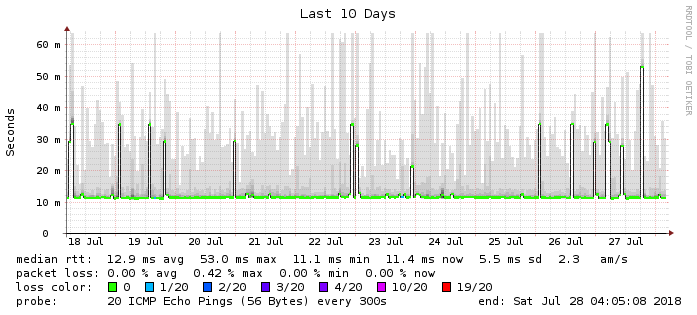 Last 10 Days
RRDTOOL / TOBI OETIKER
Seconds
60 m
50 m
40 m
30 m
20 m
10 m
0
18 Jul 19 Jul 20 Jul 21 Jul 22 Jul 23 Jul 24 Jul 25 Jul 26 Jul 27 Jul
median rtt: 12.9 ms avg 53.0 ms max 11.1 ms min 11.4 ms now 5.5 ms sd 2.3 am/s
packet loss: 0.00 % avg 0.42 % max 0.00 % min 0.00 % now
loss color: 0 1/20 2/20 3/20 4/20 10/20 19/20
probe: 20 ICMP Echo Pings (56 Bytes) every 300s end: Sat Jul 28 04:05:08 2018